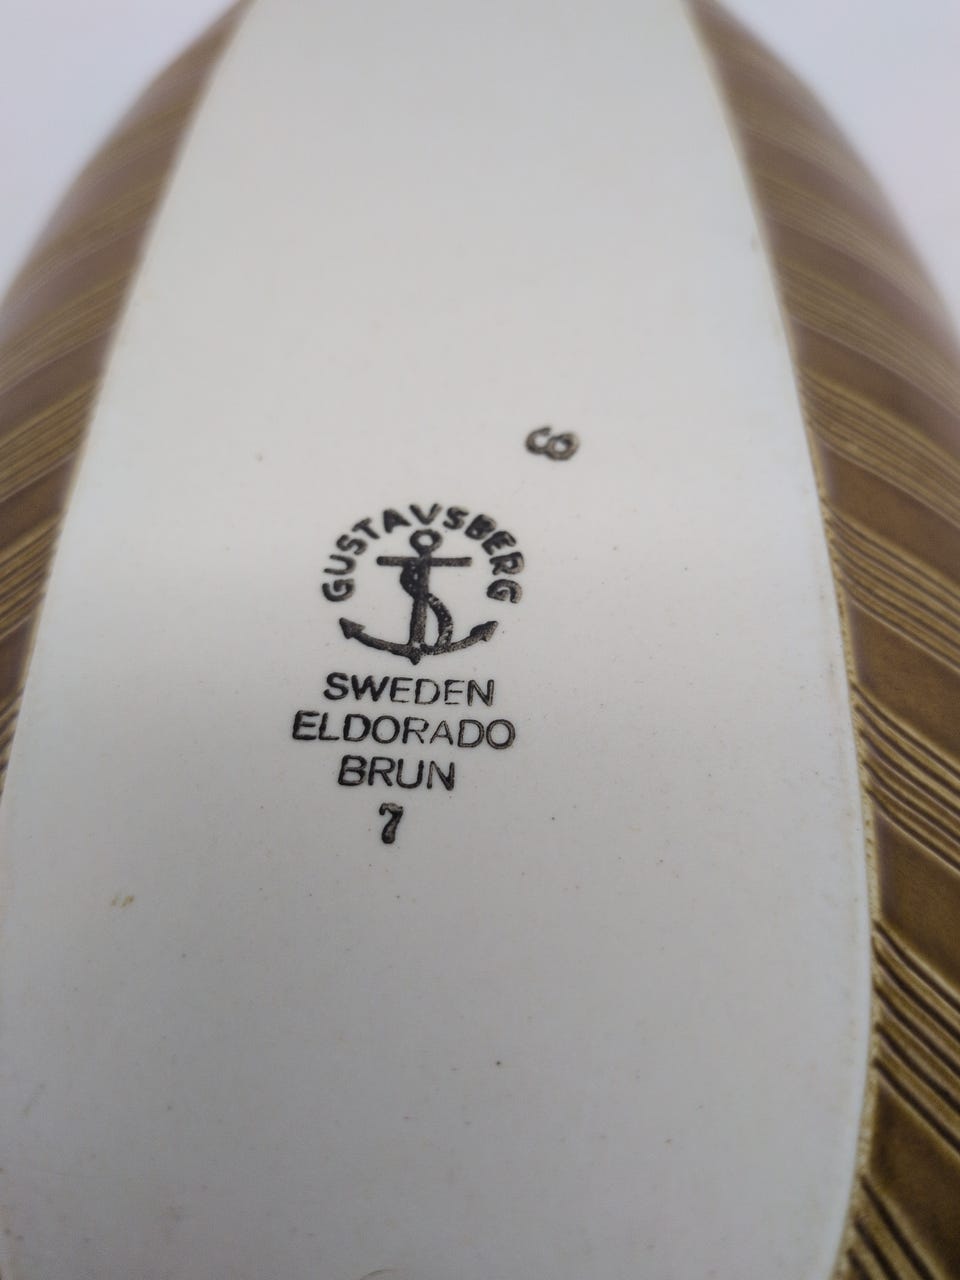 8
GUSTAVSBERG
SWEDEN
ELDORADO
BRUN
7